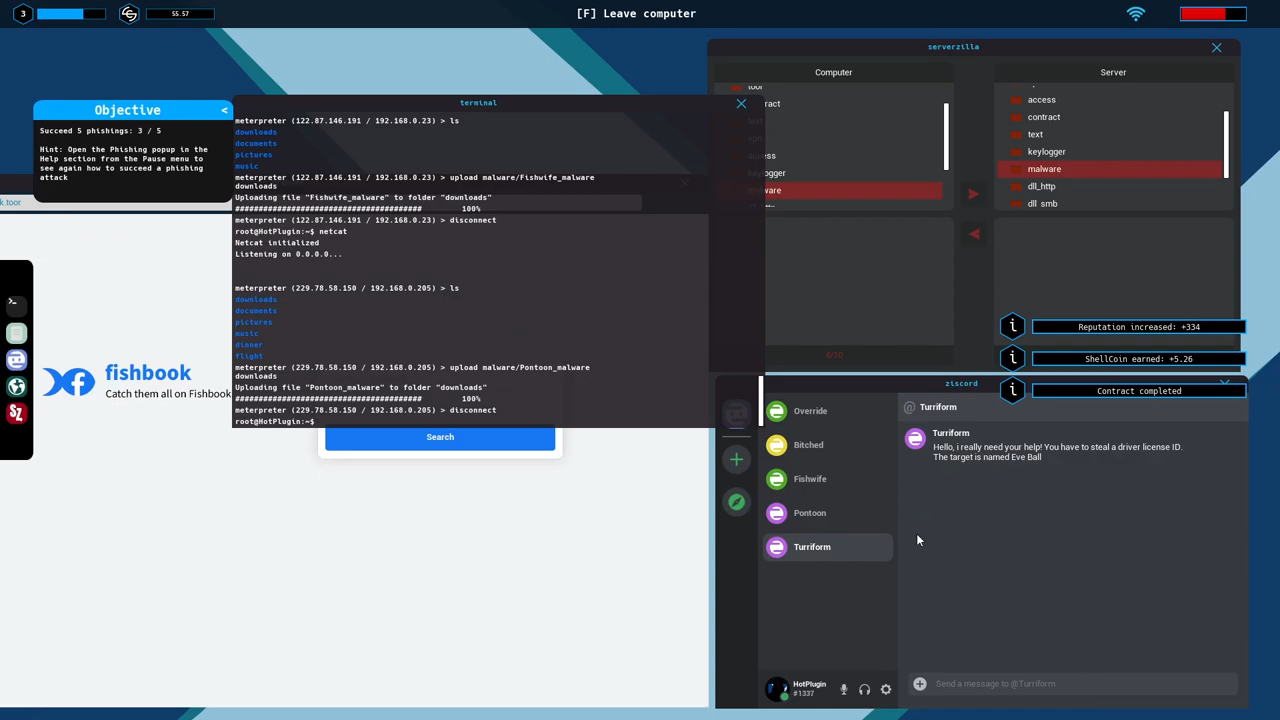 3
55.57
[F] Leave computer
Objective
<
Succeed 5 phishings: 3 / 5
Hint: Open the Phishing popup in the
Help section from the Pause menu to
see again how to succeed a phishing
attack
k.toor
fishbook
Catch them all on Fishbook
Search
terminal
meterpreter (122.87.146.191 / 192.168.0.23) > ls
downloads
documents
pictures
music
meterpreter (122.87.146.191 / 192.168.0.23) > upload malware/Fishwife_malware
downloads
Uploading file "Fishwife_malware" to folder "downloads"
################################## 100%
meterpreter (122.87.146.191 / 192.168.0.23) > disconnect
root@HotPlugin:~$ netcat
Netcat initialized
Listening on 0.0.0.0...
meterpreter (229.78.58.150 / 192.168.0.205) > ls
downloads
documents
pictures
music
dinner
flight
meterpreter (229.78.58.150 / 192.168.0.205) > upload malware/Pontoon_malware
downloads
Uploading file "Pontoon_malware" to folder "downloads"
################################## 100%
meterpreter (229.78.58.150 / 192.168.0.205) > disconnect
root@HotPlugin:~$
serverzilla
Computer
Server
access
contract
text
keylogger
malware
dll_http
dll_smb
6/10
Reputation increased: +334
ShellCoin earned: +5.26
Contract completed
ziscord
Override
Bitched
Fishwife
Pontoon
Turriform
HotPlugin
#1337
@ Turriform
Turriform
Hello, i really need your help! You have to steal a driver license ID.
The target is named Eve Ball
Send a message to @Turriform